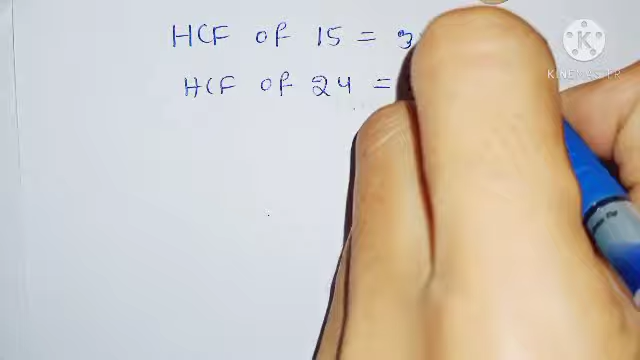 HCF of 15 = 3
HCF of 24 =
KINEMASTER